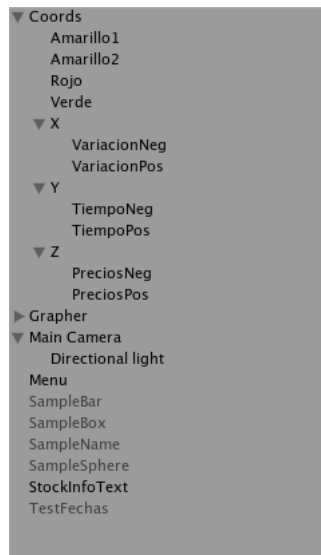 Coords
Amarillo1
Amarillo2
Rojo
Verde
X
VariacionNeg
VariacionPos
Y
TiempoNeg
TiempoPos
Z
PreciosNeg
PreciosPos
Grapher
Main Camera
Directional light
Menu
SampleBar
SampleBox
SampleName
SampleSphere
StockInfoText
TestFechas